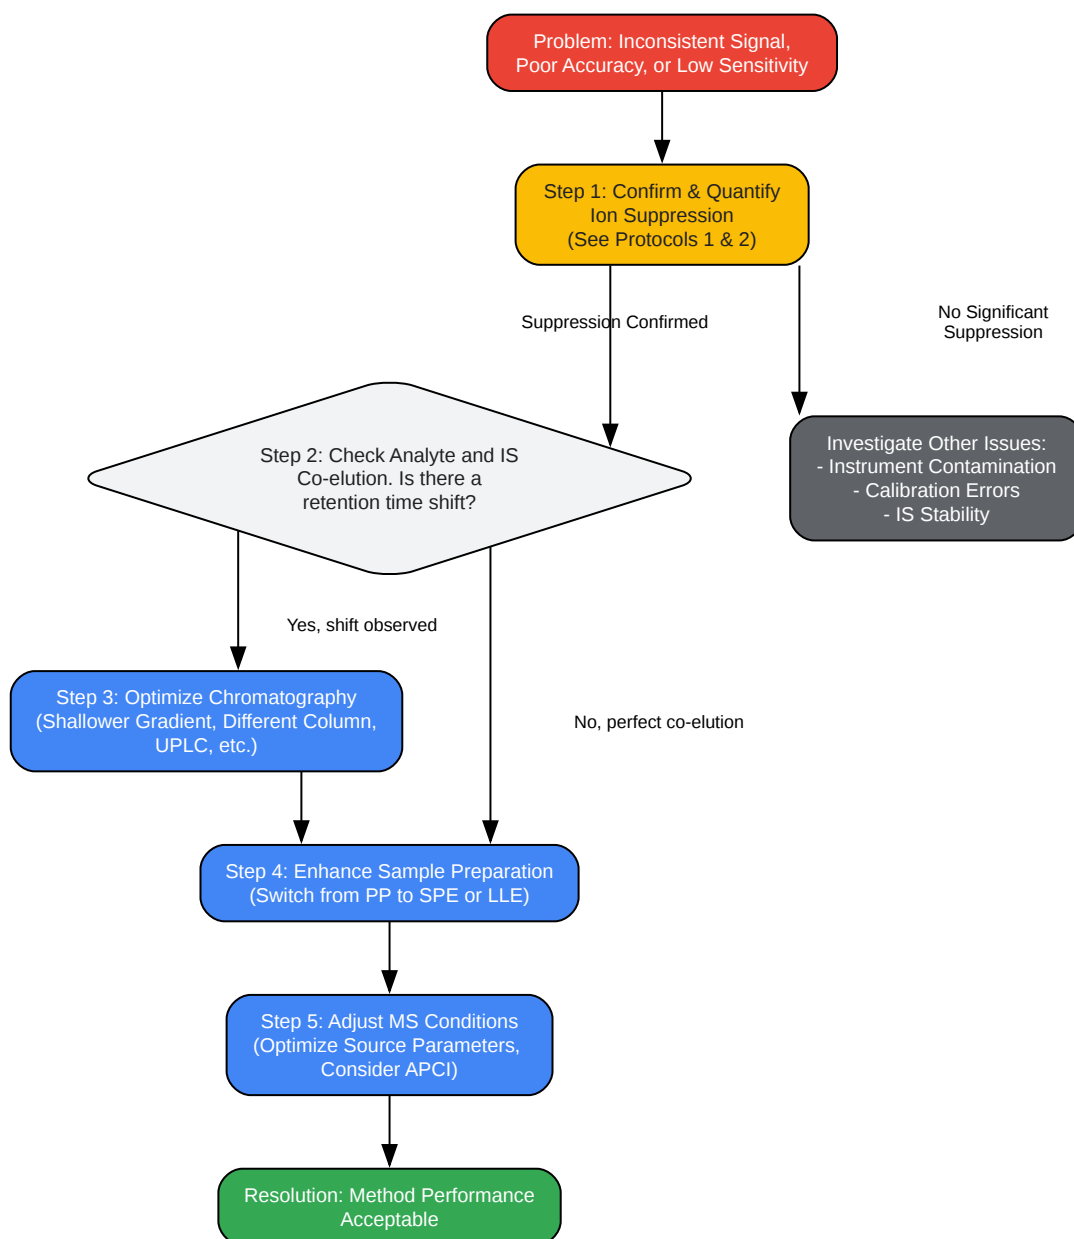 Problem: Inconsistent Signal,
Poor Accuracy, or Low Sensitivity
Step 1: Confirm & Quantify
Ion Suppression
(See Protocols 1 & 2)
Suppression Confirmed
No Significant
Suppression
Step 2: Check Analyte and IS
Co-elution. Is there a
retention time shift?
Investigate Other Issues:
- Instrument Contamination
- Calibration Errors
- IS Stability
Yes, shift observed
No, perfect co-elution
Step 3: Optimize Chromatography
(Shallower Gradient, Different Column,
UPLC, etc.)
Step 4: Enhance Sample Preparation
(Switch from PP to SPE or LLE)
Step 5: Adjust MS Conditions
(Optimize Source Parameters,
Consider APCI)
Resolution: Method Performance
Acceptable